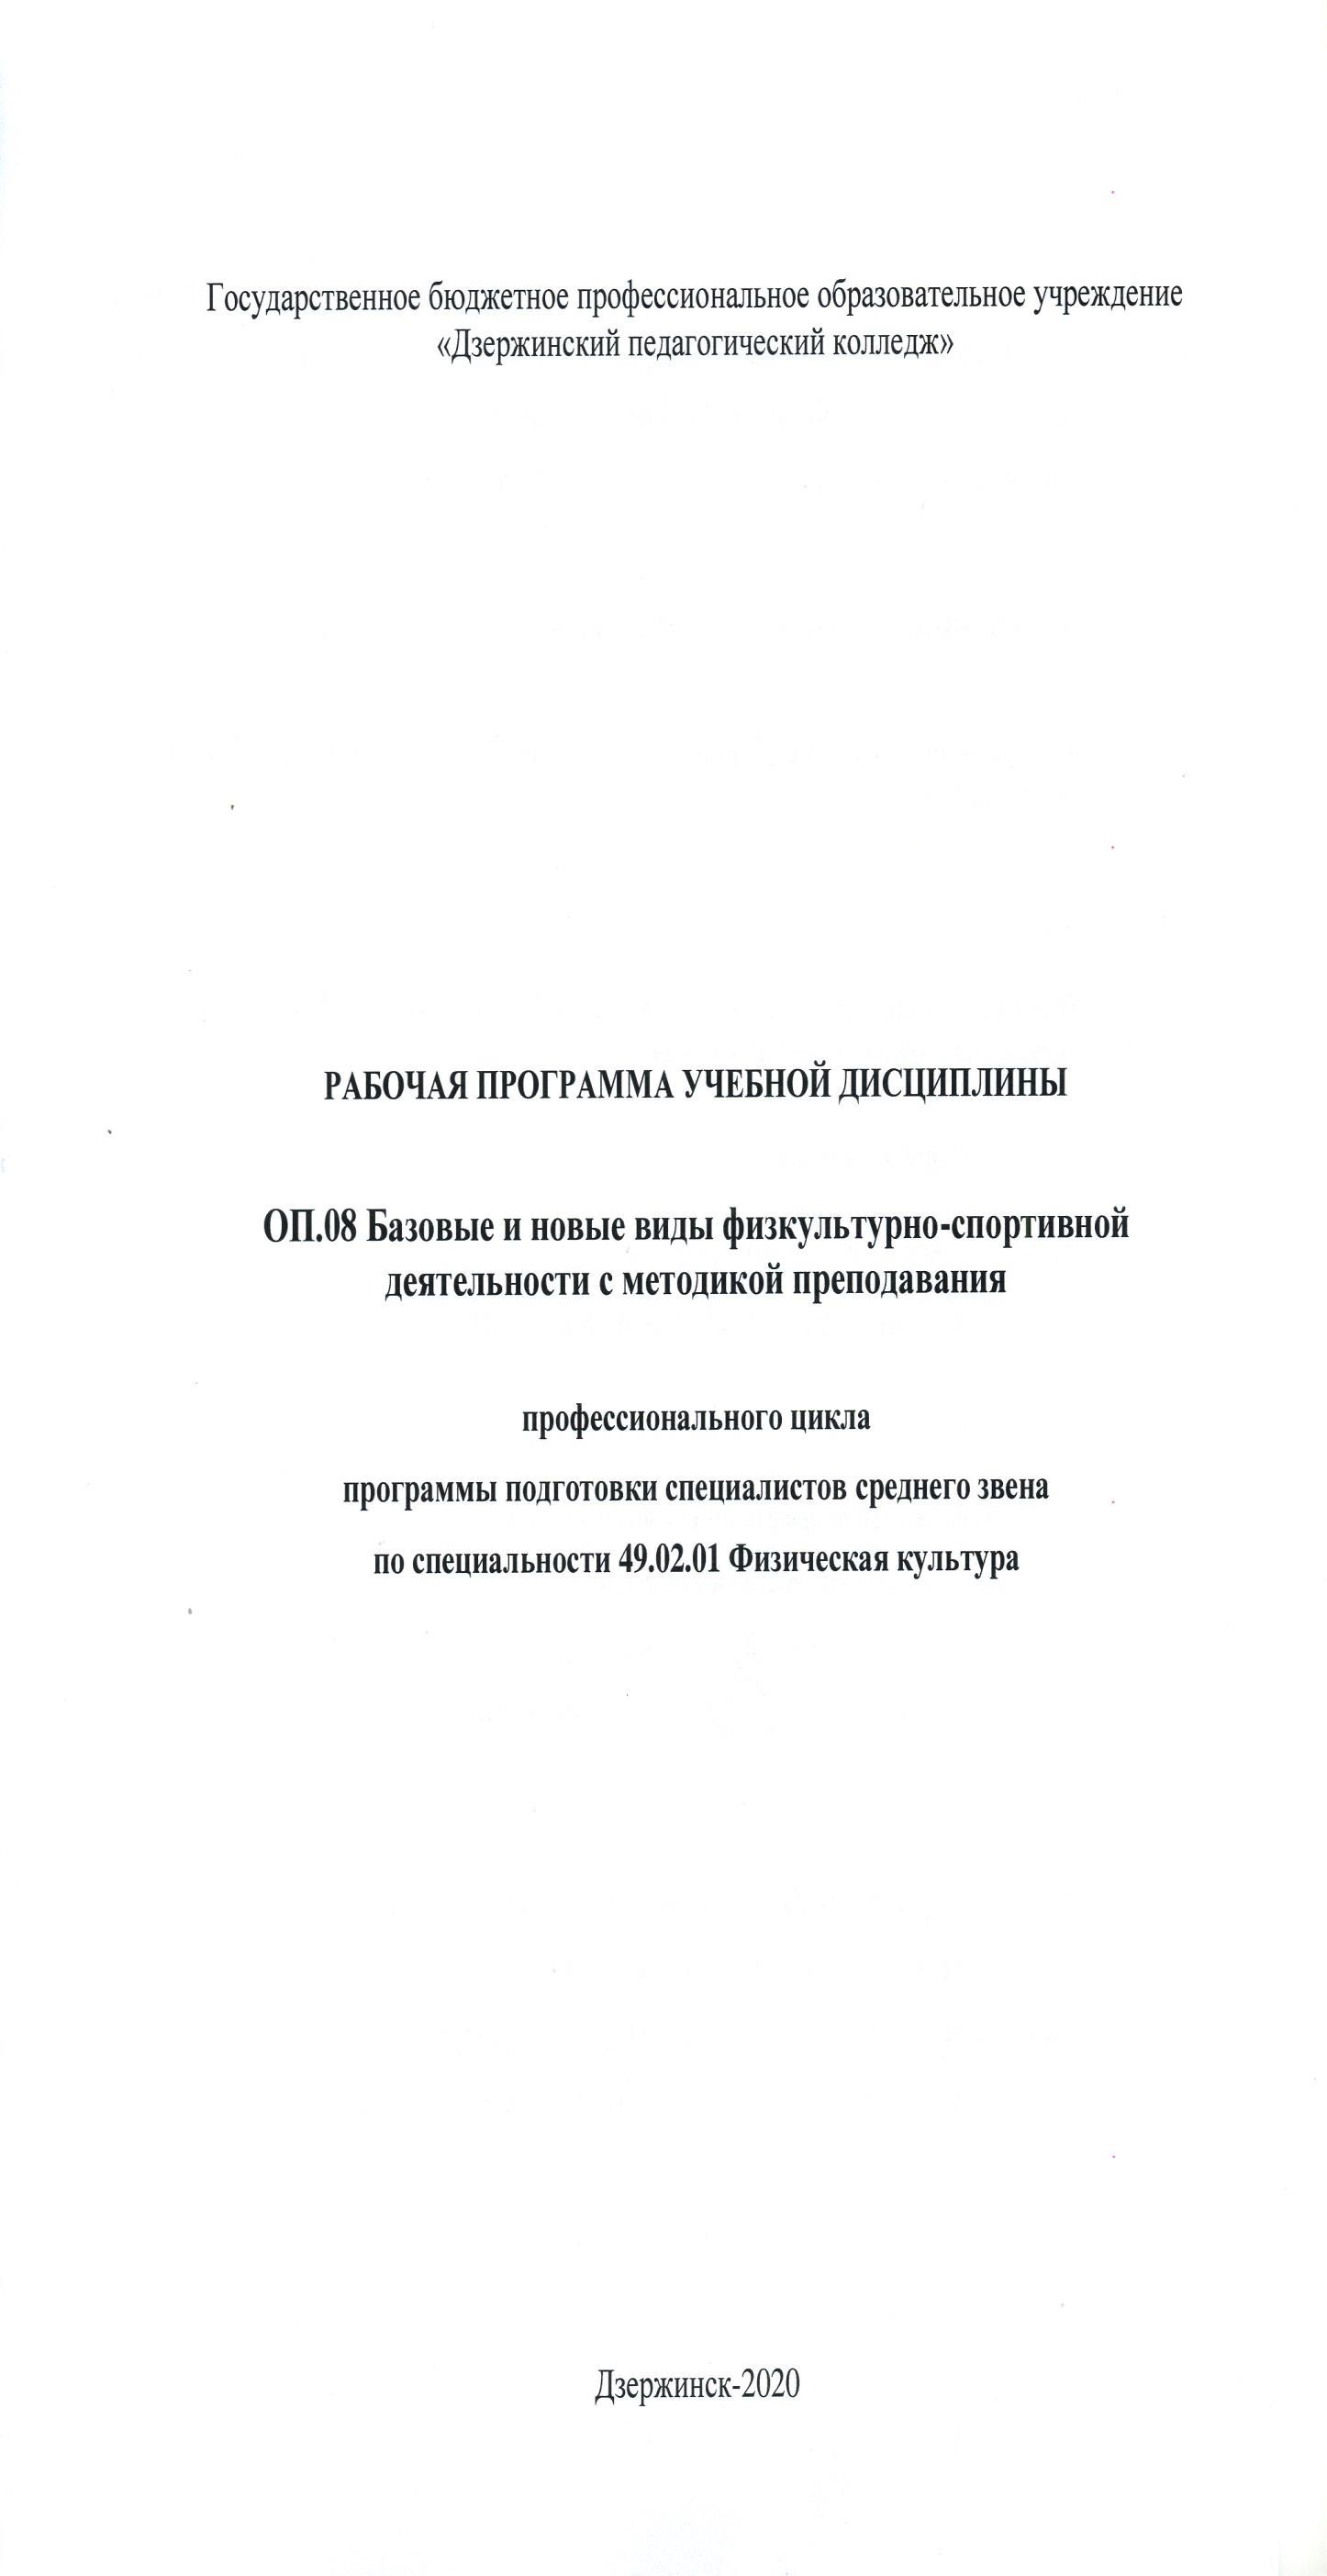 Государственное бюджетное профессиональное образовательное учреждение
«Дзержинский педагогический колледж»
РАБОЧАЯ ПРОГРАММА УЧЕБНОЙ ДИСЦИПЛИНЫ
ОП.08 Базовые и новые виды физкультурно-спортивной
деятельности с методикой преподавания
профессионального цикла
программы подготовки специалистов среднего звена
по специальности 49.02.01 Физическая культура
Дзержинск-2020